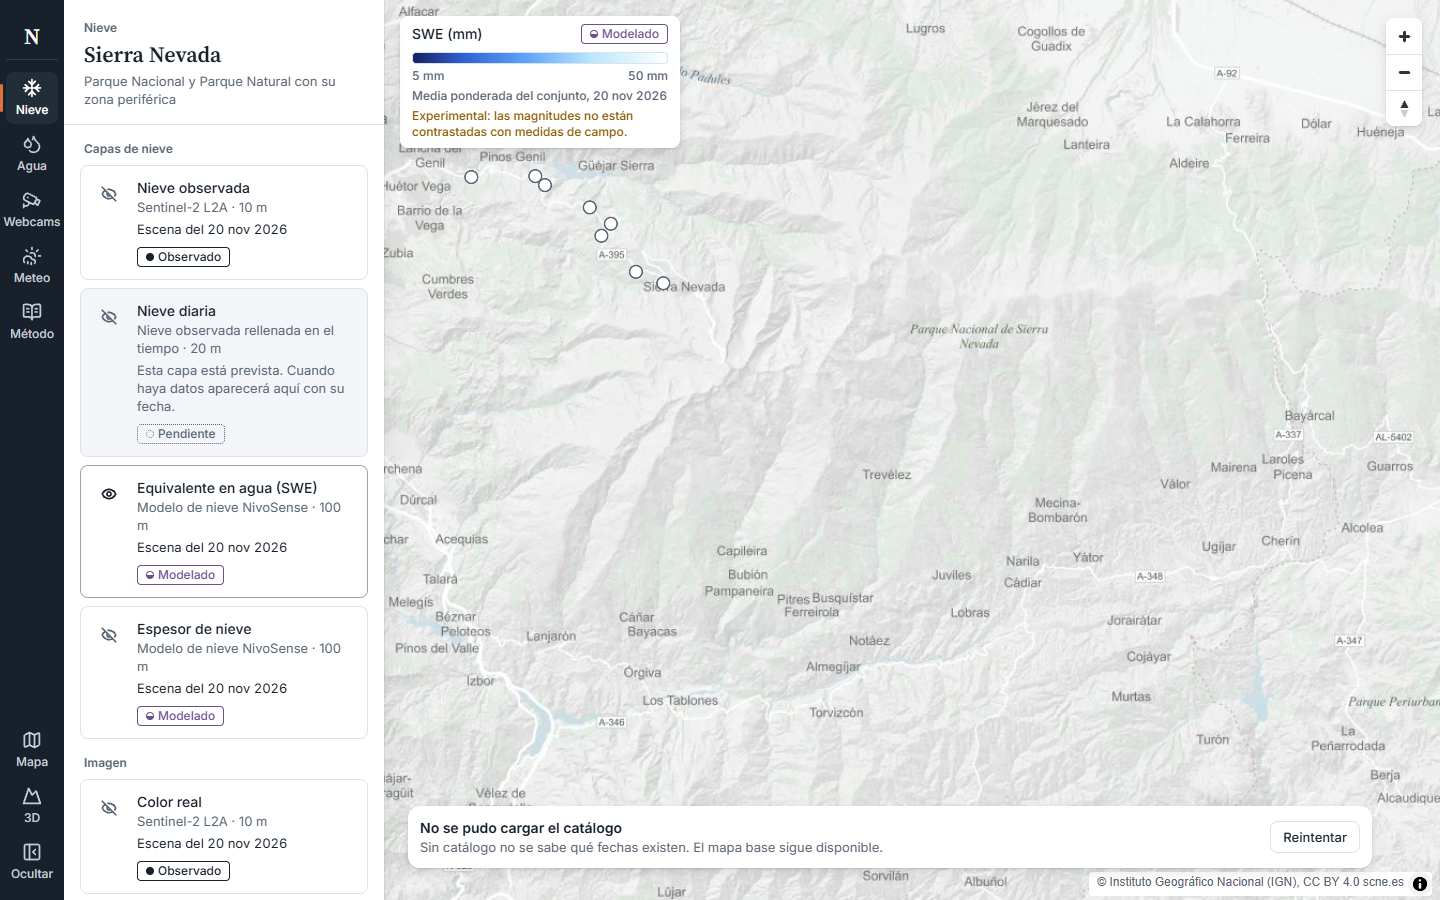 N
Nieve
Agua
Webcams
Meteo
Método
Mapa
3D
Ocultar
Nieve
Sierra Nevada
Parque Nacional y Parque Natural con su
zona periférica
Capas de nieve
Nieve observada
Sentinel-2 L2A · 10 m
Escena del 20 nov 2026
Observado
Nieve diaria
Nieve observada rellenada en el
tiempo · 20 m
Esta capa está prevista. Cuando
haya datos aparecerá aquí con su
fecha.
Pendiente
Equivalente en agua (SWE)
Modelo de nieve NivoSense · 100
m
Escena del 20 nov 2026
Modelado
Espesor de nieve
Modelo de nieve NivoSense · 100
m
Escena del 20 nov 2026
Modelado
Imagen
Color real
Sentinel-2 L2A · 10 m
Escena del 20 nov 2026
Observado
SWE (mm)
Modelado
5 mm
50 mm
Media ponderada del conjunto, 20 nov 2026
Experimental: las magnitudes no están
contrastadas con medidas de campo.
Alfacar
Lugros
Cogollos de
Guadix
A-92
Jérez del
Marquesado
La Calahorra
Ferreira
Dólar
Huéneja
Lanteira
Aldeire
Genil
Pinos Genil
Güéjar Sierra
Huétor Vega
Barrio de la
Vega
Zubia
A-395
Cumbres
Verdes
Sierra Nevada
Parque Nacional de Sierra
Nevada
Bayárcal
A-337
AL-5402
Laroles
Mairena
Picena
Guarros
Válor
Trevélez
Mecina-
Bombarón
Alcolea
Dúrcal
Acequias
Cherín
Ugíjar
Yátor
Narila
Cádiar
A-348
Capileira
Bubión
Pampaneira
Pitres
Busquístar
Ferreirola
Juviles
Lobras
Jorairátar
A-347
Talará
Melegís
Béznar
Peloteos
Pinos del Valle
Cáñar
Bayacas
Lanjarón
Notáez
Almegíjar
Cojáyar
Izbor
Órgiva
Los Tablones
Murtas
A-346
Torvizcón
Turón
La
Peñarrodada
Berja
Vélez de
Sorvilán
Albuñol
Lújar
No se pudo cargar el catálogo
Sin catálogo no se sabe qué fechas existen. El mapa base sigue disponible.
Reintentar
© Instituto Geográfico Nacional (IGN), CC BY 4.0 scne.es